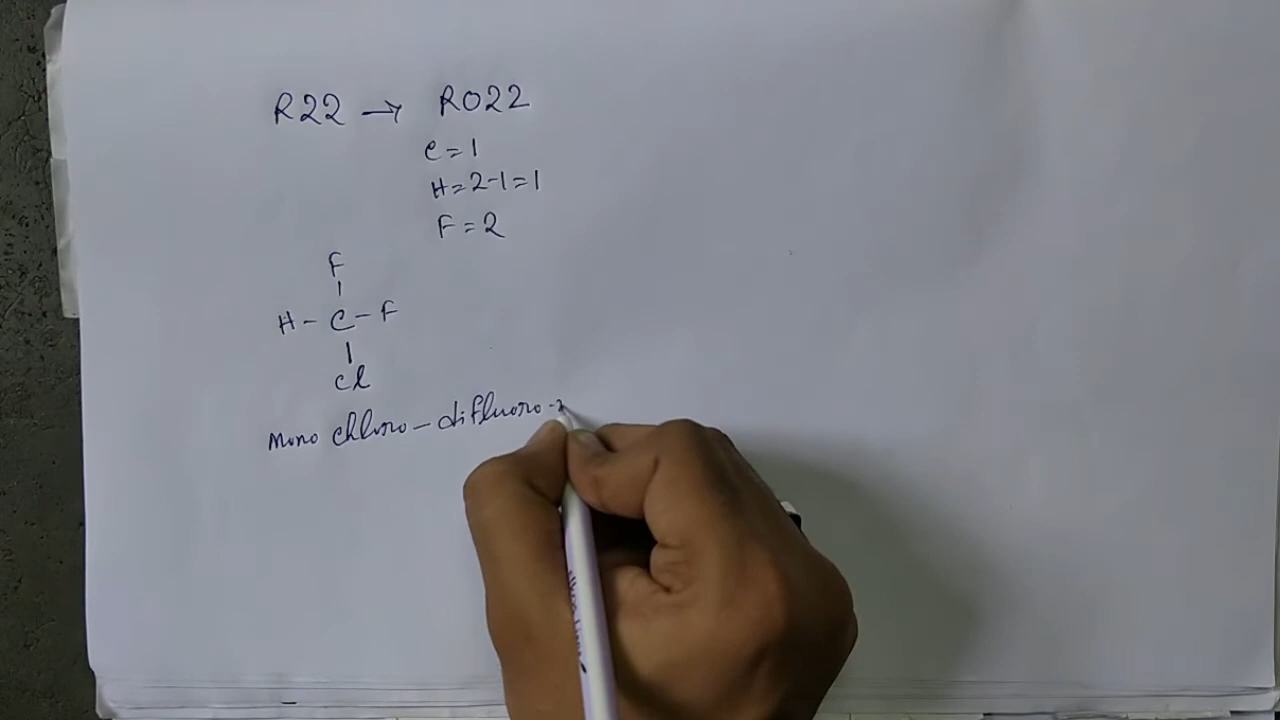 R22 → R022
C=1
H=2-1=1
F=2
F
H-C-F
Cl
Mono chloro-difluoro-